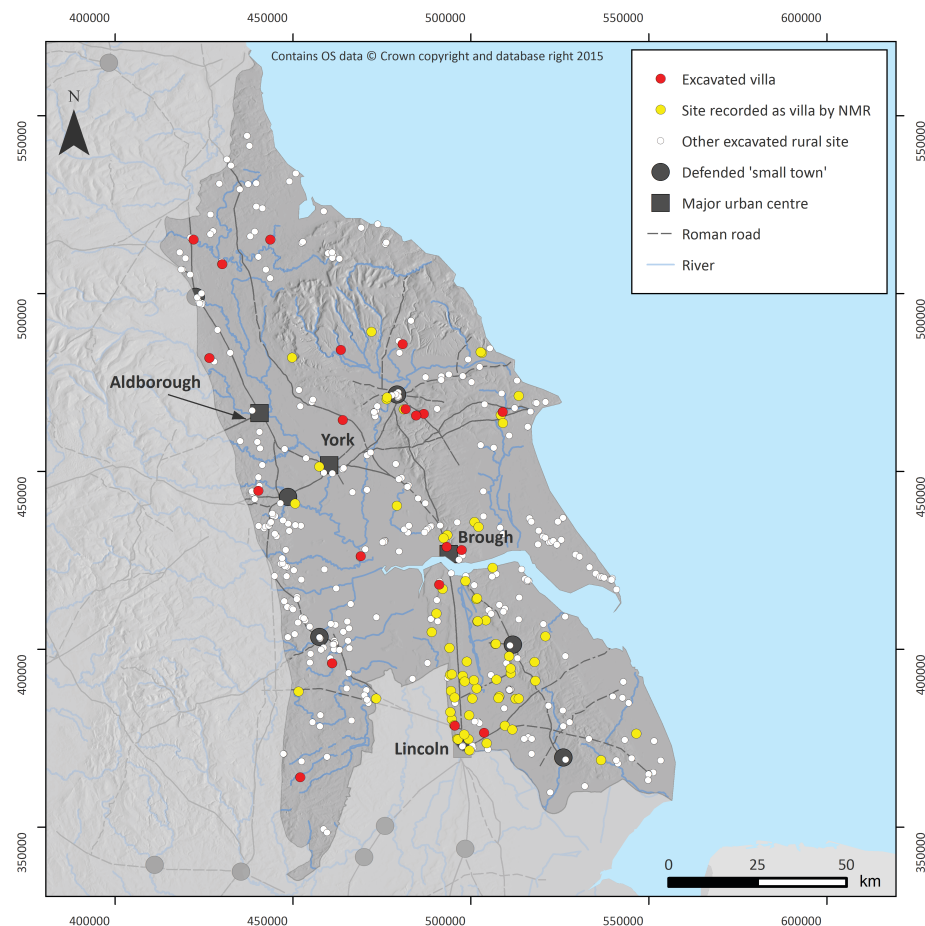 400000 450000 500000 550000 600000
Contains OS data © Crown copyright and database right 2015
N
Excavated villa
Site recorded as villa by NMR
Other excavated rural site
Defended 'small town'
Major urban centre
Roman road
River
550000 550000
500000 500000
Aldborough
York
450000 450000
Brough
400000 400000
Lincoln
350000 350000
0 25 50
km
400000 450000 500000 550000 600000